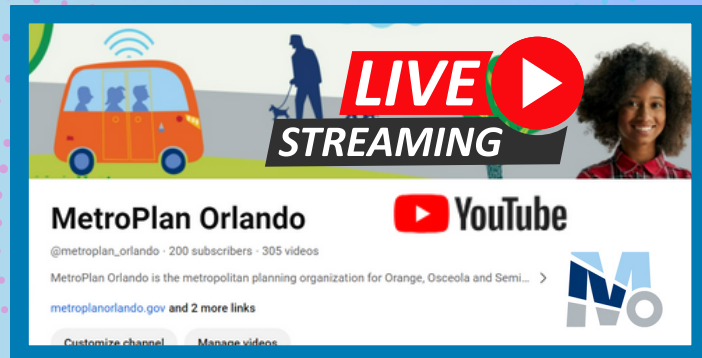 LIVE
STREAMING
MetroPlan Orlando
YouTube
@metroplan_orlando · 200 subscribers · 305 videos
MetroPlan Orlando is the metropolitan planning organization for Orange, Osceola and Semi... >
metroplanorlando.gov and 2 more links
Customize channel Manage videos
Mo